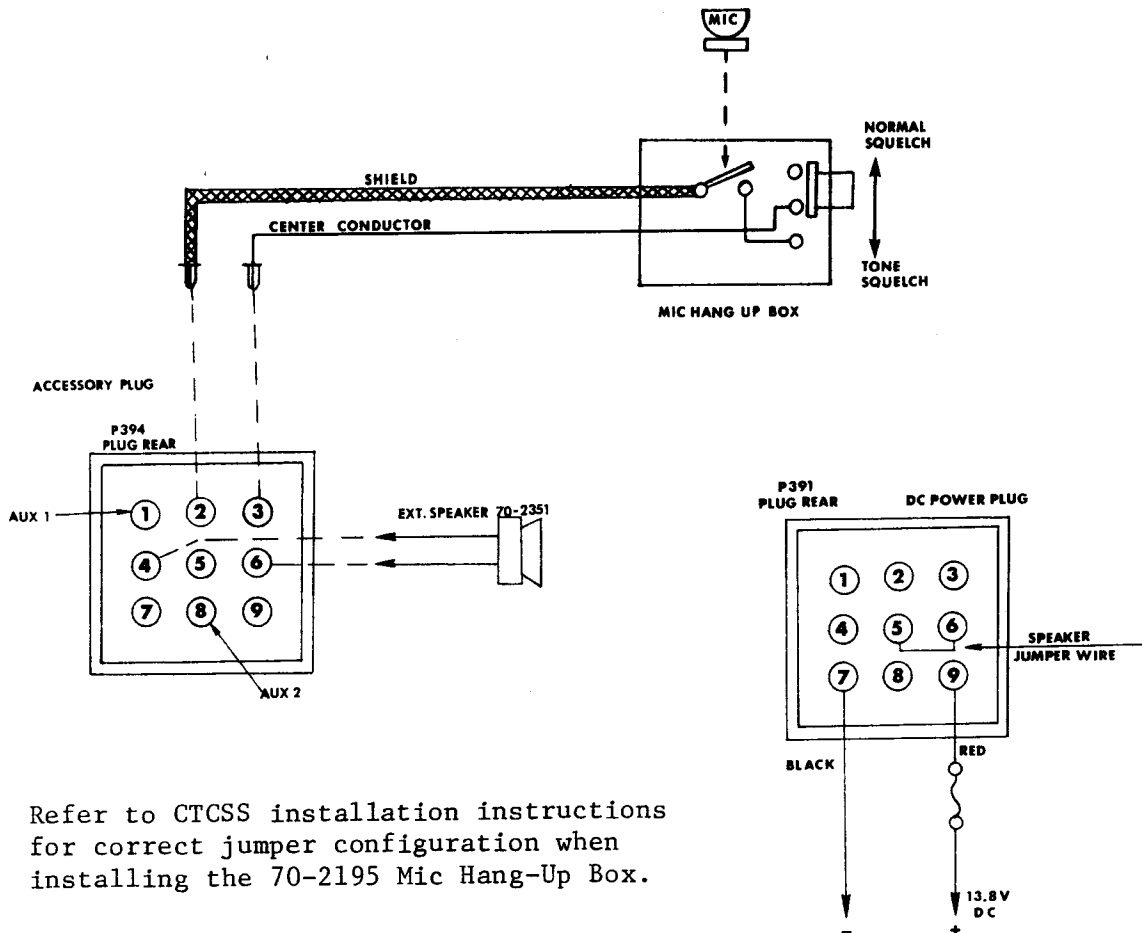 MIC
NORMAL
SQUELCH
SHIELD
CENTER CONDUCTOR
TONE
SQUELCH
MIC HANG UP BOX
ACCESSORY PLUG
P394
PLUG REAR
AUX 1
1 2 3
4 5 6
7 8 9
AUX 2
EXT. SPEAKER 70-2351
P391
PLUG REAR
DC POWER PLUG
1 2 3
4 5 6
7 8 9
SPEAKER
JUMPER WIRE
BLACK
RED
13.8V
DC
- +
Refer to CTCSS installation instructions
for correct jumper configuration when
installing the 70-2195 Mic Hang-Up Box.